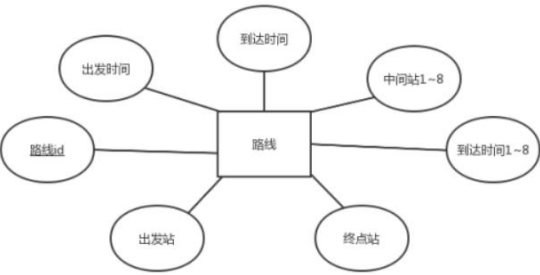 到达时间
出发时间
中间站1~8
路线id
路线
到达时间1~8
出发站
终点站